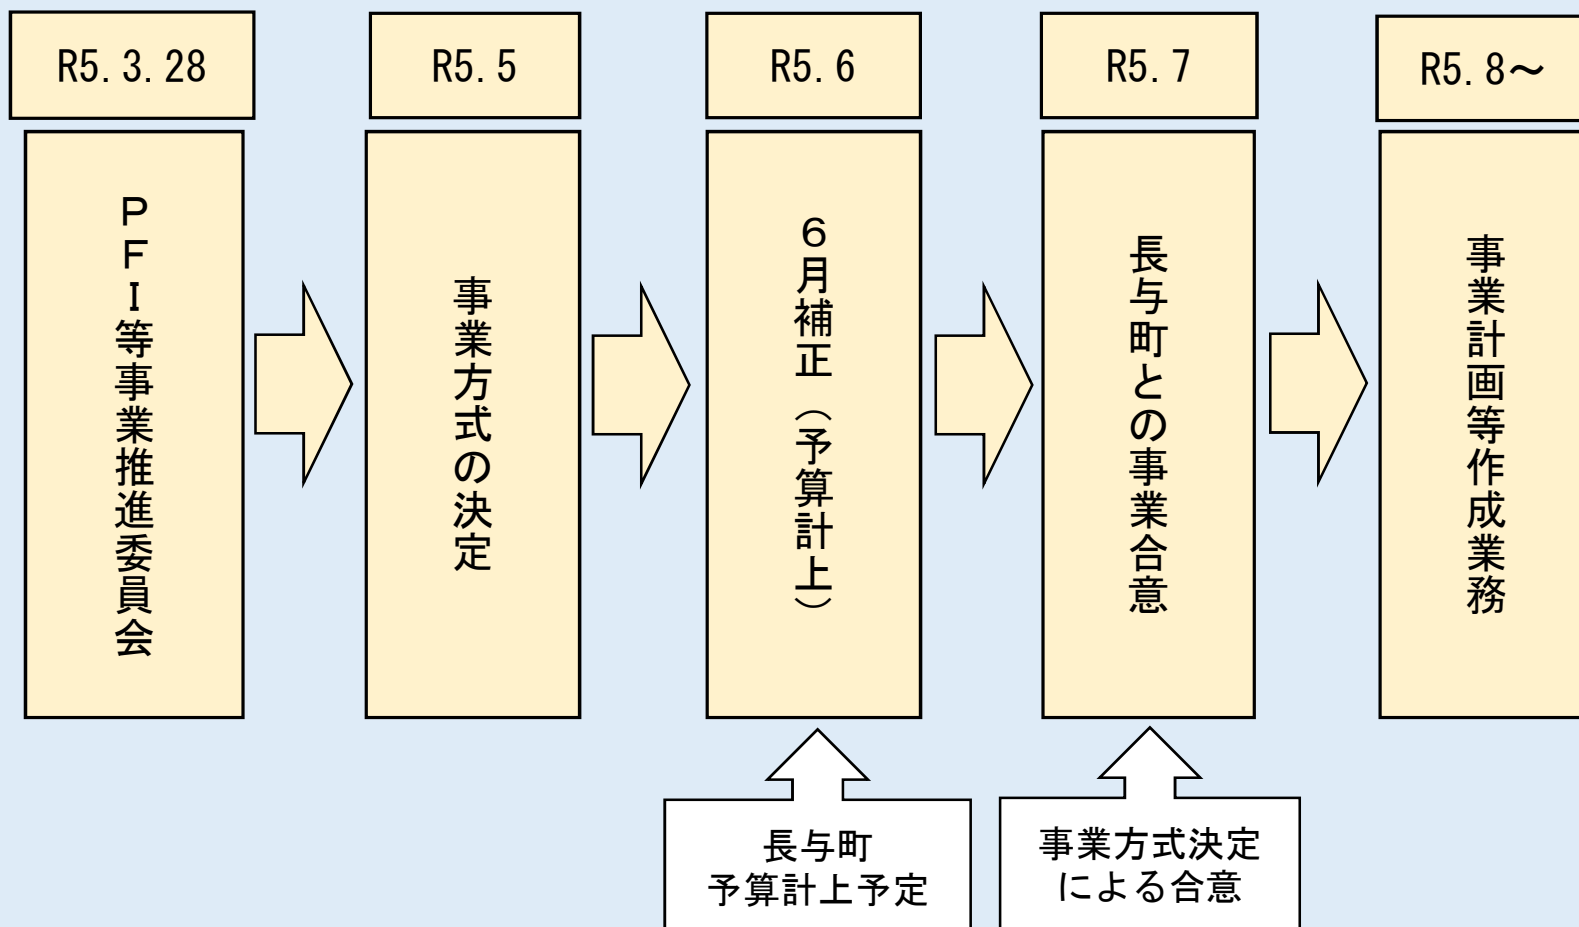 R5.3.28
R5.5
R5.6
R5.7
R5.8～
ＰＦＩ等事業推進委員会
事業方式の決定
６月補正（予算計上）
長与町との事業合意
事業計画等作成業務
長与町
予算計上予定
事業方式決定
による合意